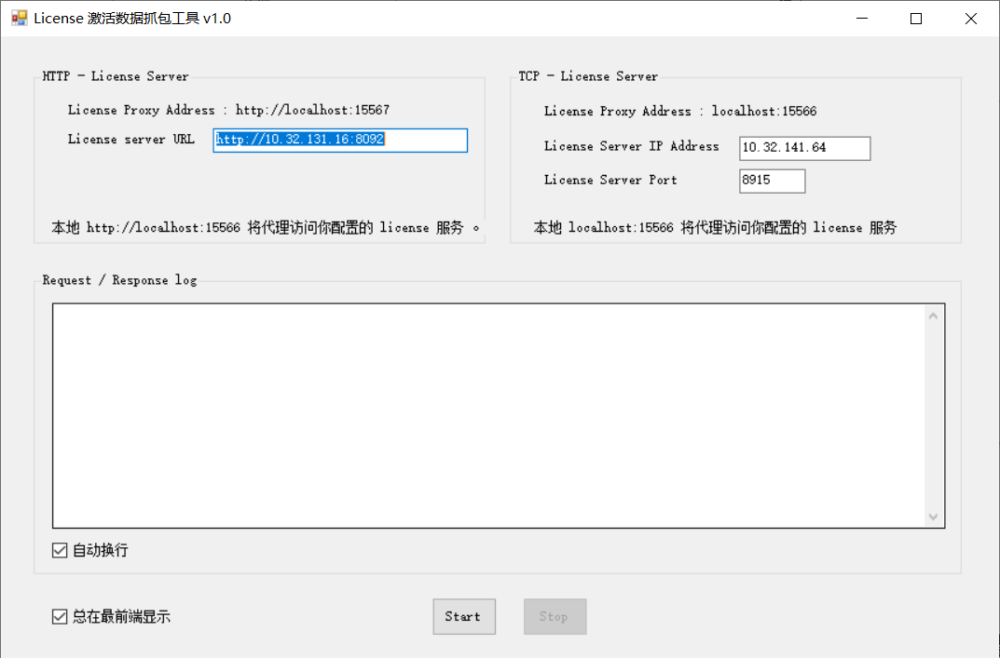 License 激活数据抓包工具 v1.0
HTTP - License Server
License Proxy Address : http://localhost:15567
License server URL http://10.32.131.16:8092
本地 http://localhost:15566 将代理访问你配置的 license 服务 。
TCP - License Server
License Proxy Address : localhost:15566
License Server IP Address 10.32.141.64
License Server Port 8915
本地 localhost:15566 将代理访问你配置的 license 服务
Request / Response log
自动换行
总在最前端显示
Start
Stop